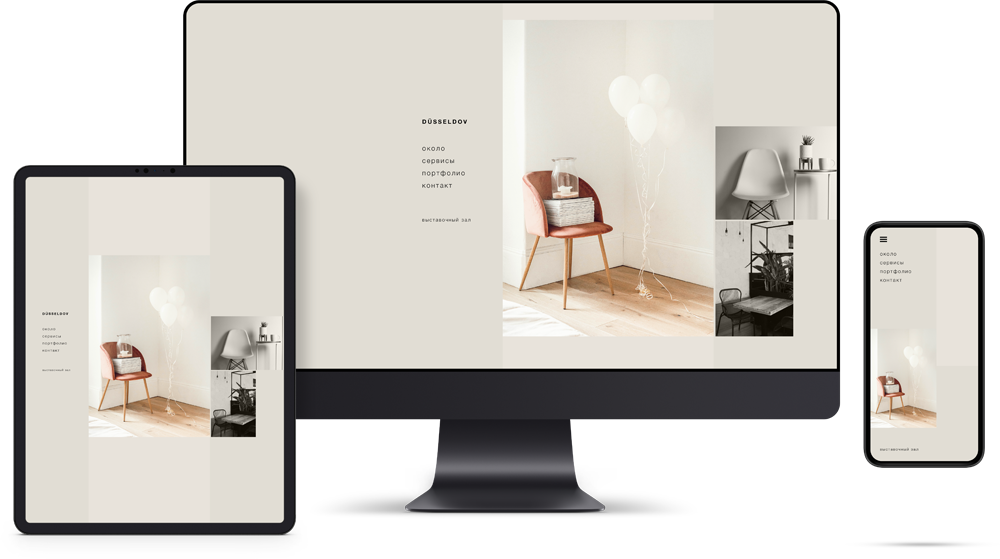 DÜSSELDOV
около
сервисы
портфолио
контакт
выставочный зал
DÜSSELDOV
около
сервисы
портфолио
контакт
выставочный зал
около
сервисы
портфолио
контакт
выставочный зал